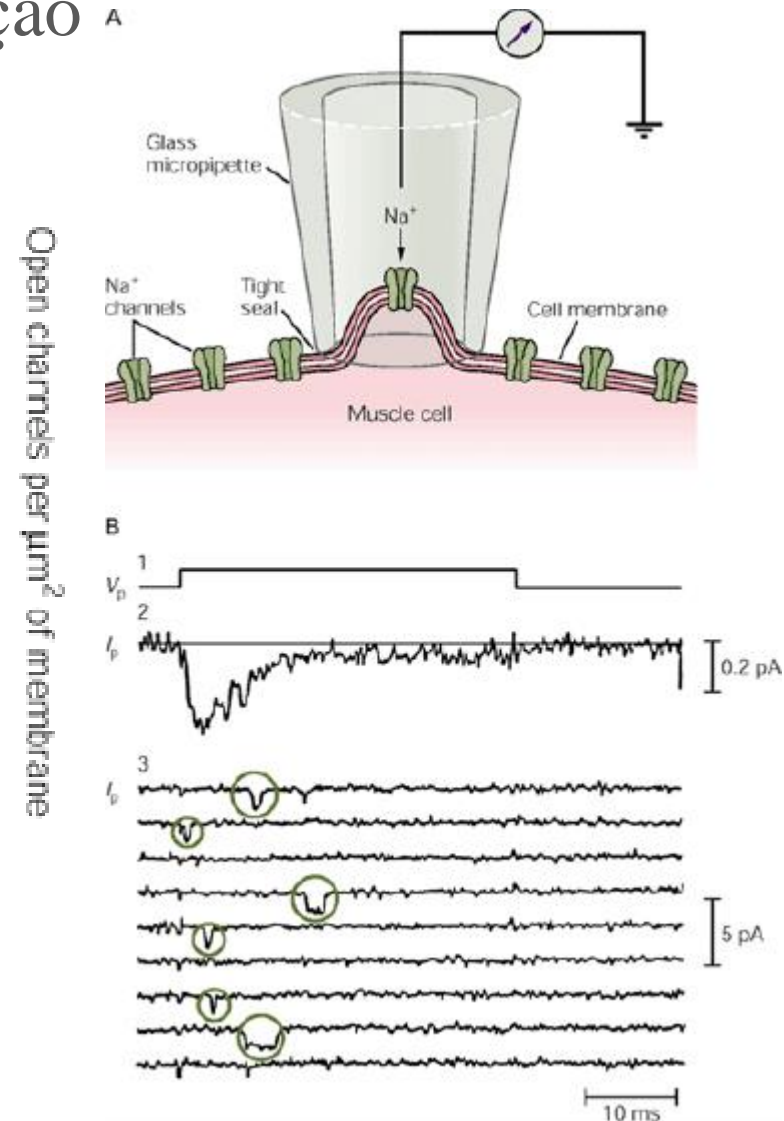 ção
A
Glass
micropipette
Na⁺
Na⁺
channels
Tight
seal
Cell membrane
Muscle cell
Open channels per µm² of membrane
B
1
Vₚ
2
Iₚ
0.2 pA
3
Iₚ
5 pA
10 ms